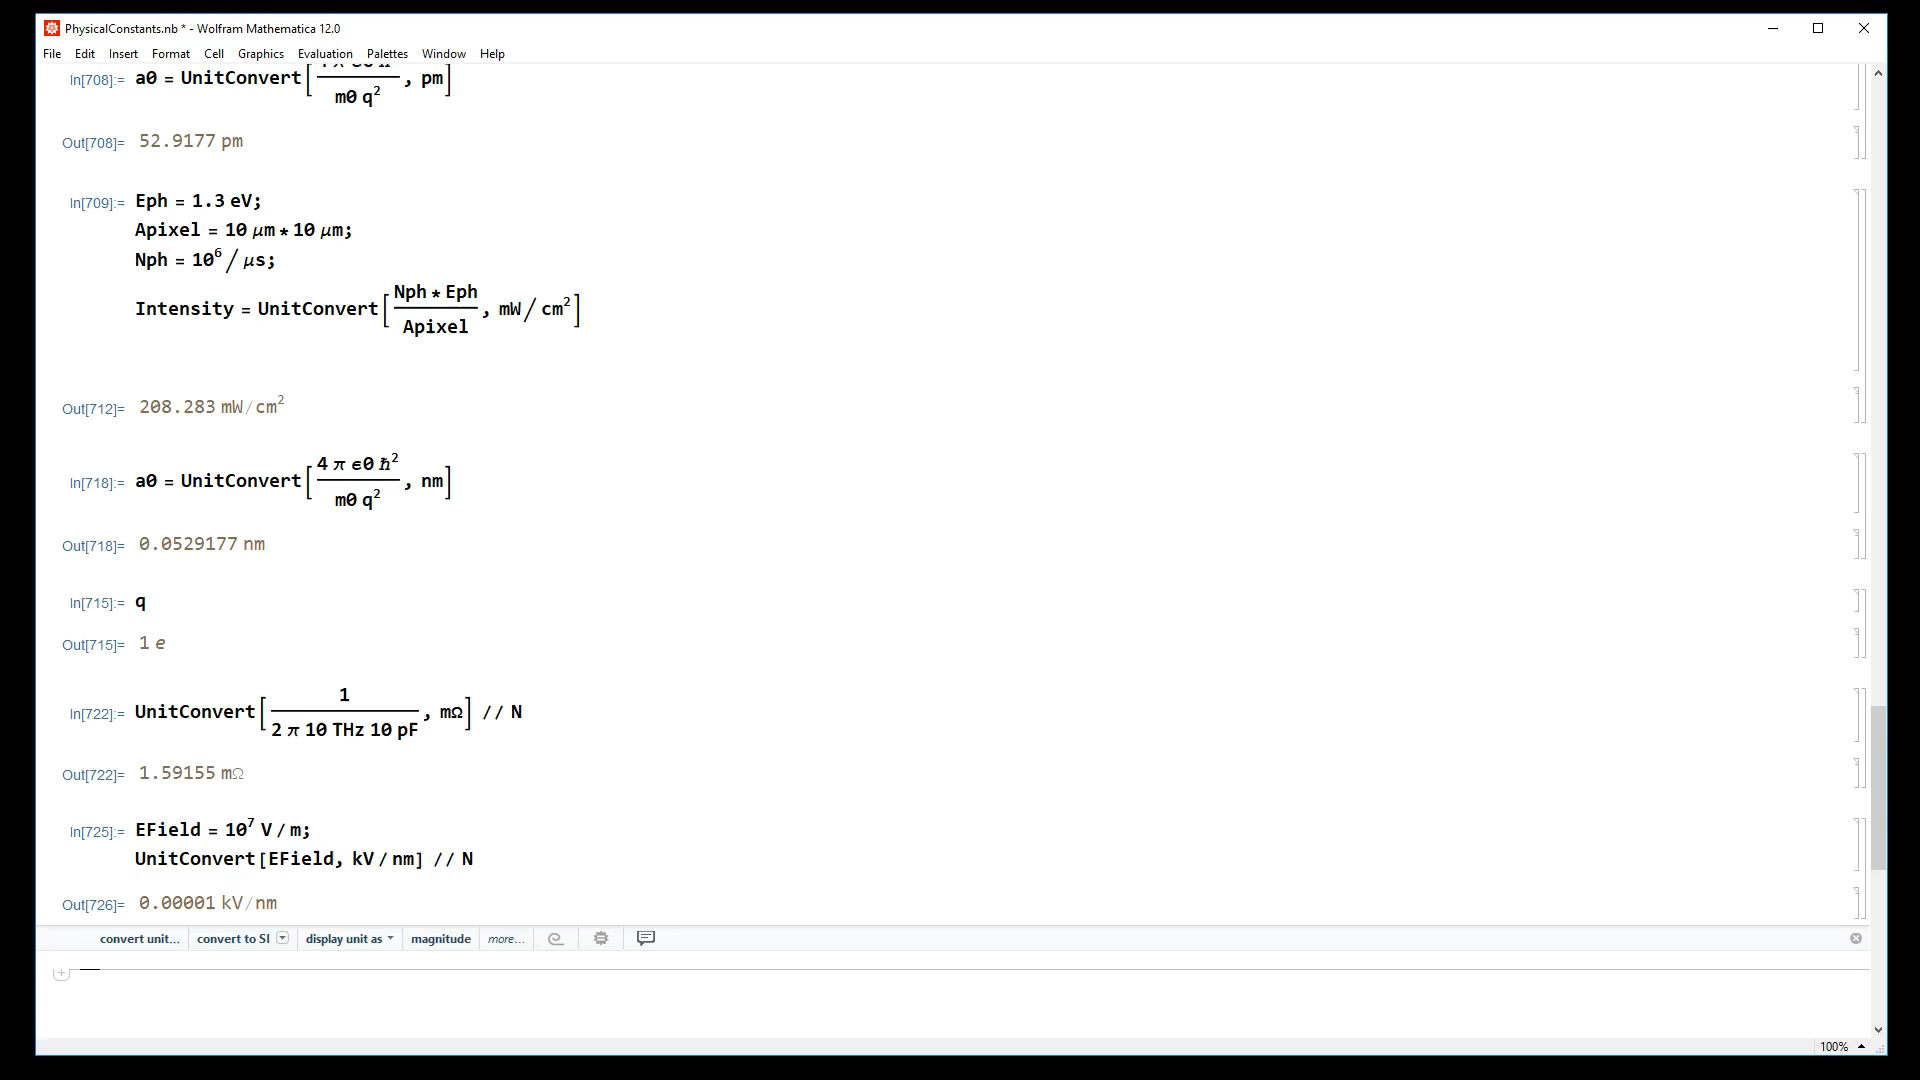 PhysicalConstants.nb * - Wolfram Mathematica 12.0
File Edit Insert Format Cell Graphics Evaluation Palettes Window Help
In[708]:= a0 = UnitConvert[4 π ϵ0 ℏ²/(m0 q²), pm]
Out[708]= 52.9177 pm
In[709]:= Eph = 1.3 eV;
Apixel = 10 μm * 10 μm;
Nph = 10⁶ / μs;
Intensity = UnitConvert[(Nph * Eph)/Apixel, mW / cm²]
Out[712]= 208.283 mW/cm²
In[718]:= a0 = UnitConvert[4 π ϵ0 ℏ²/(m0 q²), nm]
Out[718]= 0.0529177 nm
In[715]:= q
Out[715]= 1 e
In[722]:= UnitConvert[1/(2 π 10 THz 10 pF), mΩ] // N
Out[722]= 1.59155 mΩ
In[725]:= EField = 10⁷ V / m;
UnitConvert[EField, kV / nm] // N
Out[726]= 0.00001 kV/nm
convert unit... convert to SI display unit as magnitude more...
100%